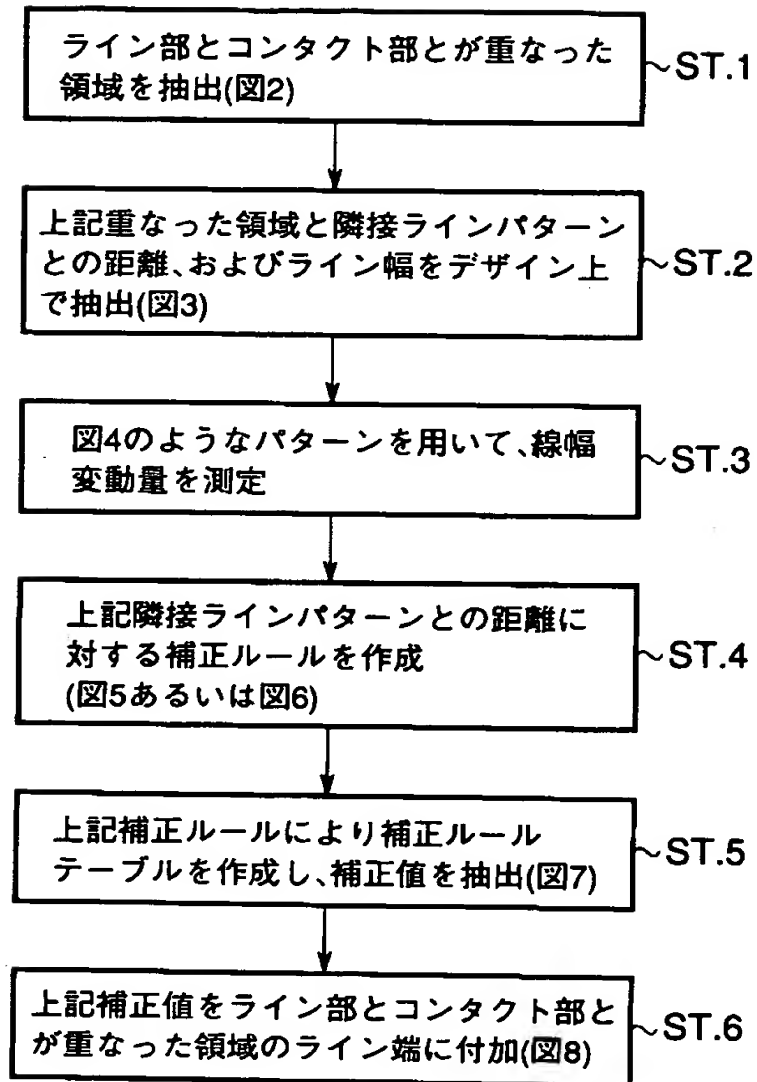 ライン部とコンタクト部とが重なった
領域を抽出(図2)
~ST.1
上記重なった領域と隣接ラインパターン
との距離、およびライン幅をデザイン上
で抽出(図3)
~ST.2
図4のようなパターンを用いて、線幅
変動量を測定
~ST.3
上記隣接ラインパターンとの距離に
対する補正ルールを作成
(図5あるいは図6)
~ST.4
上記補正ルールにより補正ルール
テーブルを作成し、補正値を抽出(図7)
~ST.5
上記補正値をライン部とコンタクト部と
が重なった領域のライン端に付加(図8)
~ST.6